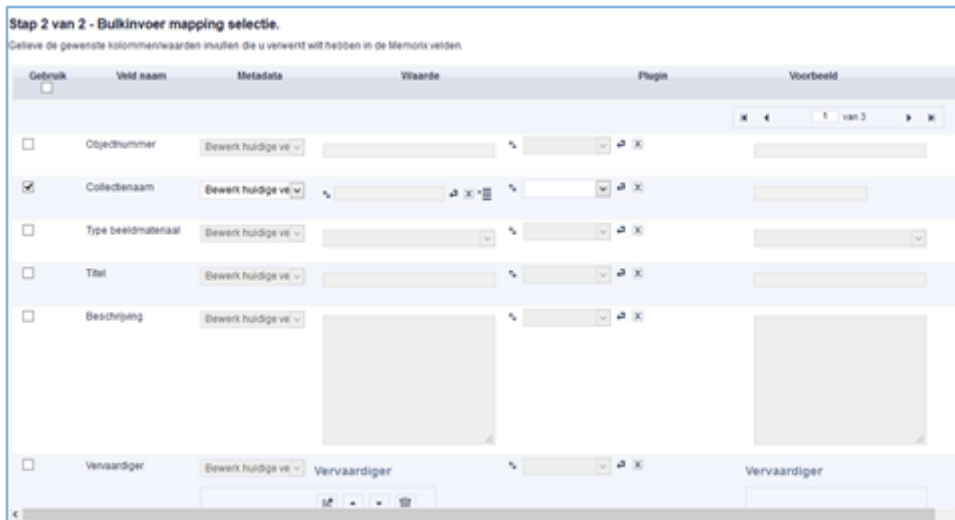 Stap 2 van 2 - Bulkinvoer mapping selectie.
Gelieve de gewenste kolommen/waarden invullen die u verwerkt wilt hebben in de Memorix velden.
Gebruik Veld naam Metadata Waarde Plugin Voorbeeld
1 van 3
Objectnummer Bewerk huidige ve
Collectienaam Bewerk huidige ve
Type beeldmateriaal Bewerk huidige ve
Titel Bewerk huidige ve
Beschrijving Bewerk huidige ve
Vervaardiger Bewerk huidige ve Vervaardiger Vervaardiger